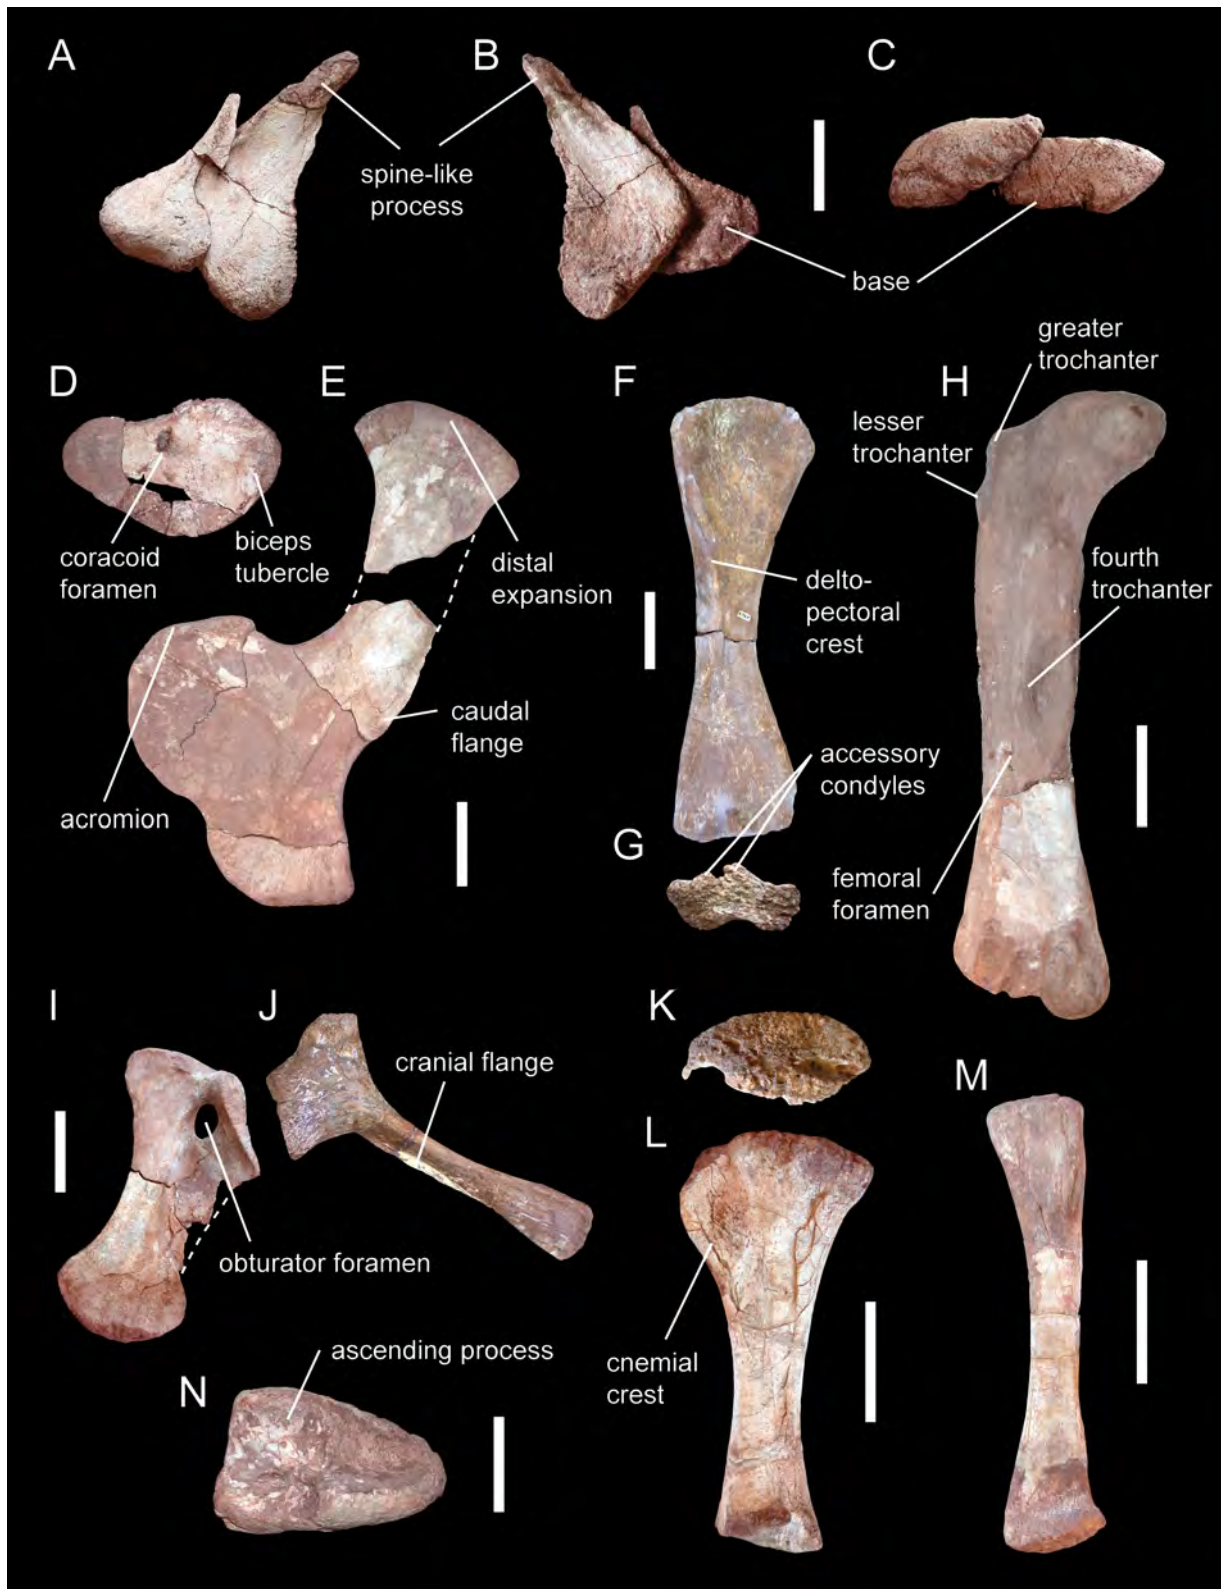 A
B
C
spine-like
process
base
D
E
F
H
greater
trochanter
lesser
trochanter
coracoid
foramen
biceps
tubercle
distal
expansion
delto-
pectoral
crest
fourth
trochanter
caudal
flange
acromion
accessory
condyles
G
femoral
foramen
I
J
K
cranial flange
M
L
obturator foramen
cnemial
crest
ascending process
N